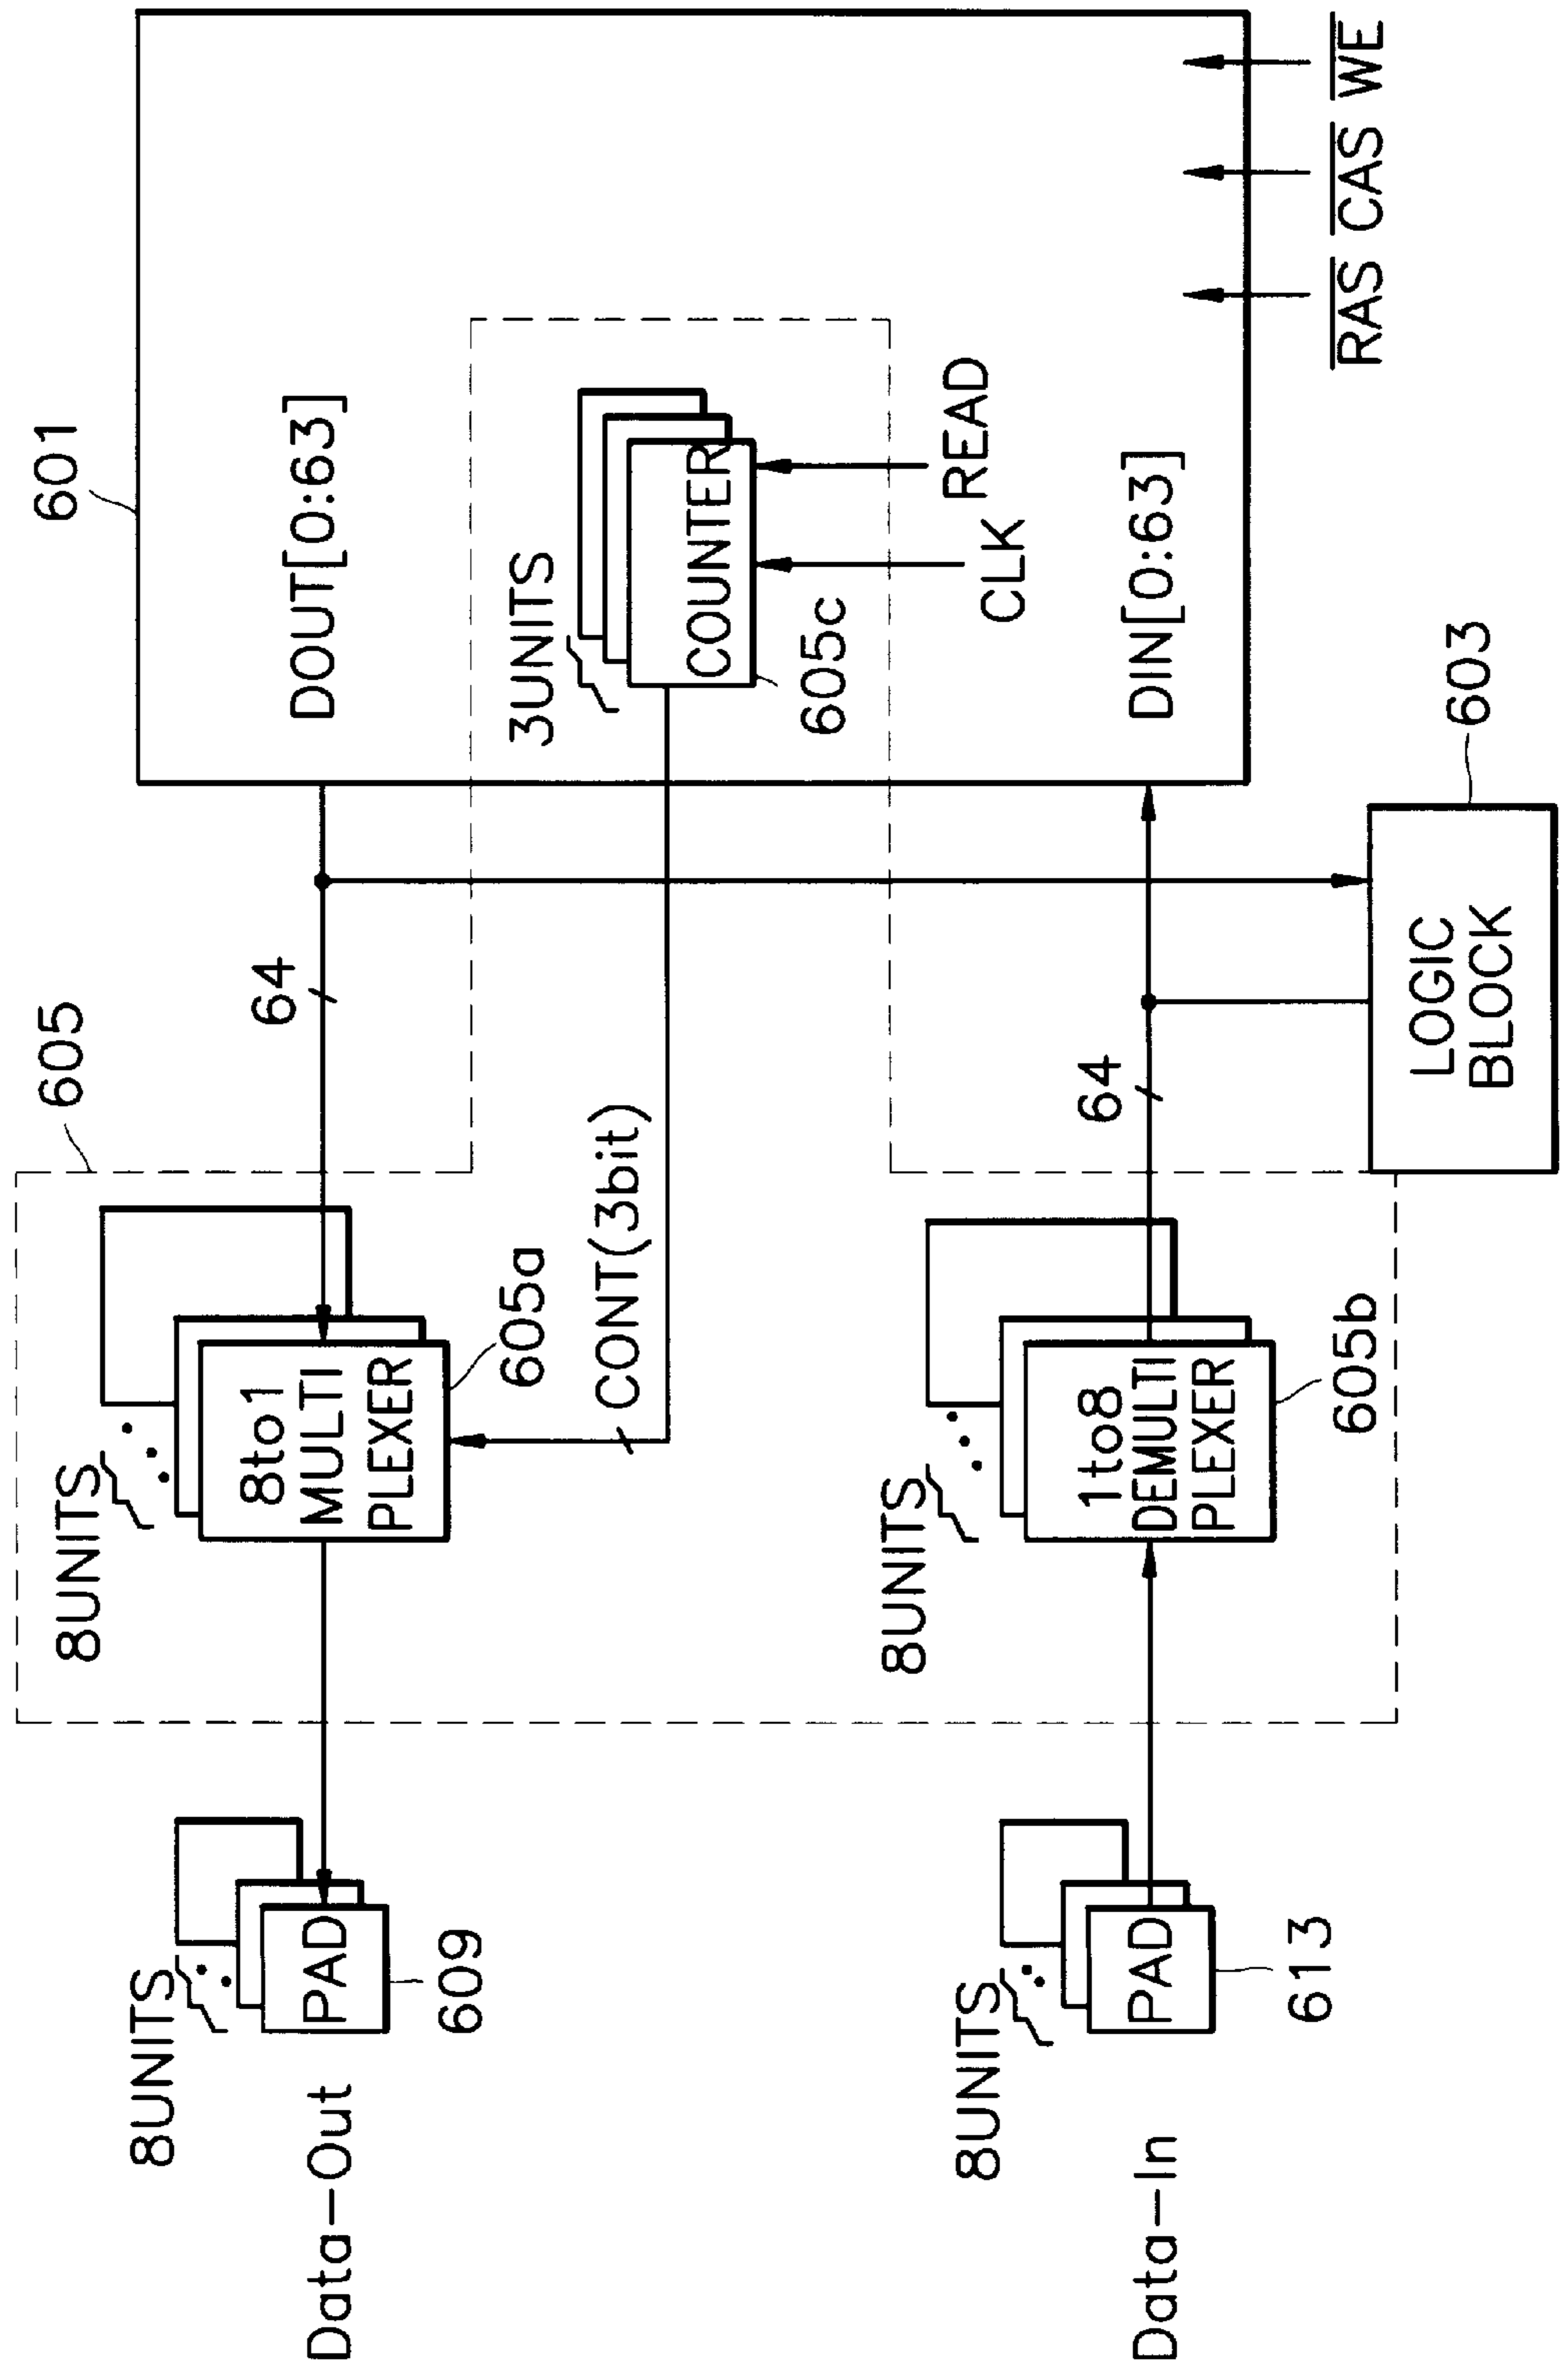 601
DOUT[0:63]
3UNITS
COUNTER
605c
CLK
READ
DIN[0:63]
RAS CAS WE
605
64
8UNITS
8to1
MULTI
PLEXER
605a
CONT(3bit)
64
8UNITS
1to8
DEMULTI
PLEXER
605b
LOGIC
BLOCK
603
8UNITS
PAD
609
Data-Out
8UNITS
PAD
613
Data-In